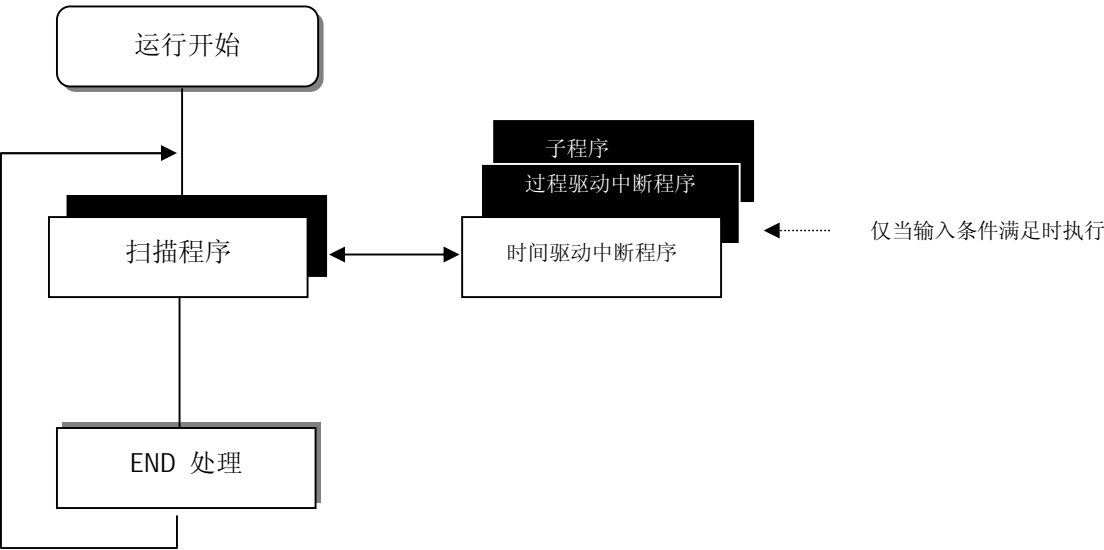 运行开始
子程序
过程驱动中断程序
仅当输入条件满足时执行
扫描程序
时间驱动中断程序
END 处理